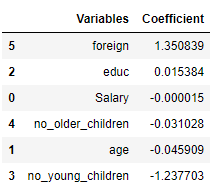 Variables Coefficient
5 foreign 1.350839
2 educ 0.015384
0 Salary -0.000015
4 no_older_children -0.031028
1 age -0.045909
3 no_young_children -1.237703